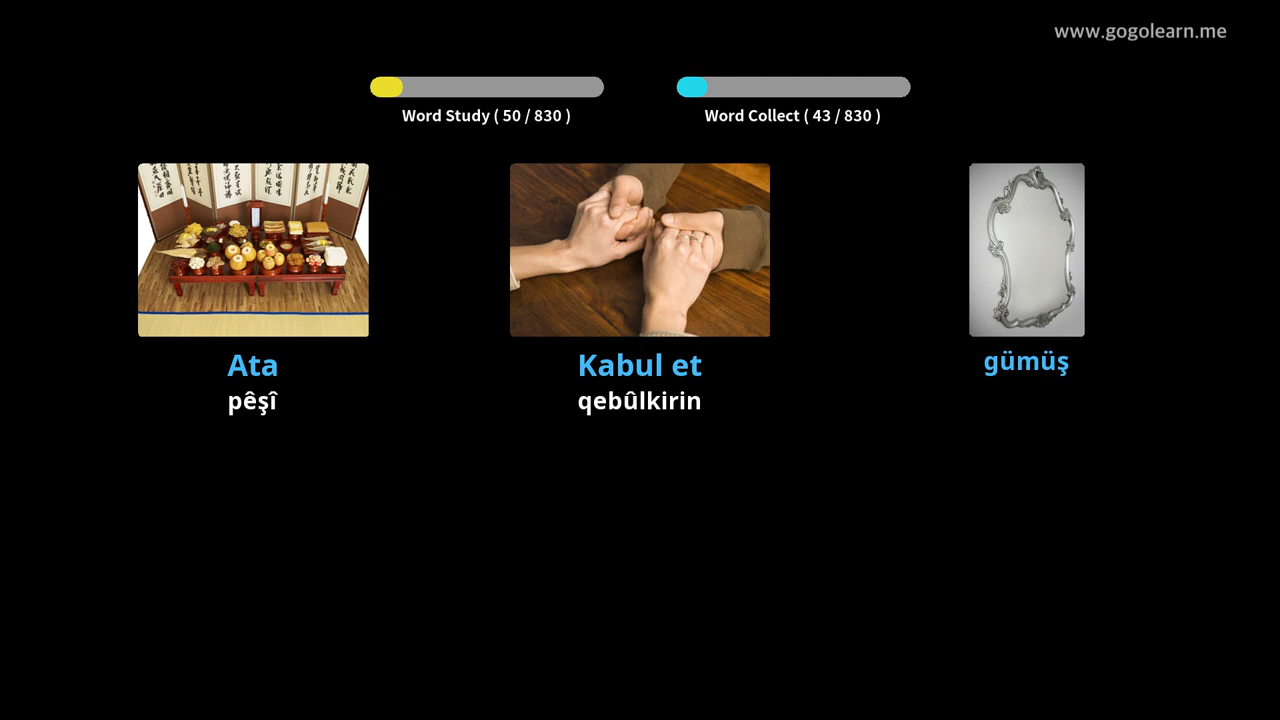 www.gogolearn.me
Word Study ( 50 / 830 )
Word Collect ( 43 / 830 )
Ata
pêşî
Kabul et
qebûlkirin
gümüş